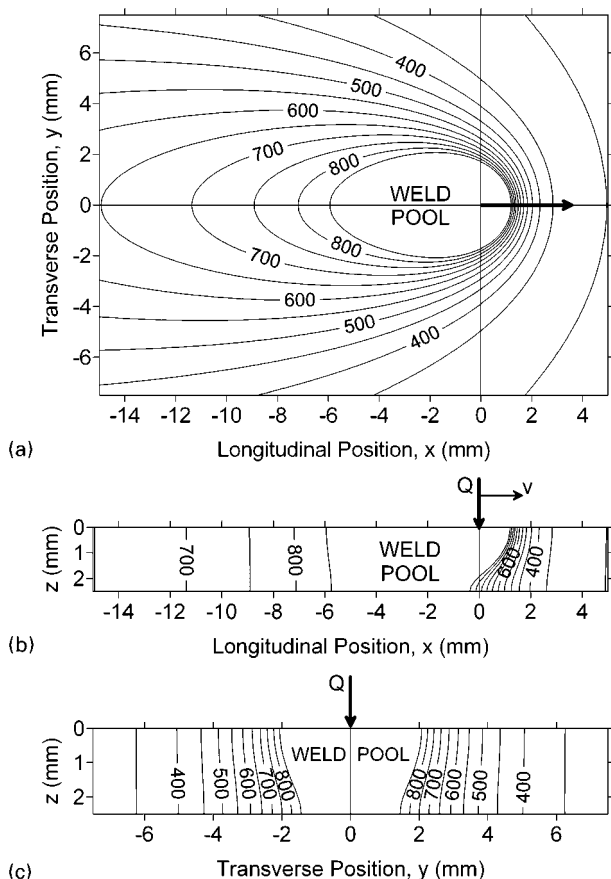 6
4
2
0
-2
-4
-6
Transverse Position, y (mm)
400
500
600
700
800
WELD
POOL
800
700
600
500
400
-14 -12 -10 -8 -6 -4 -2 0 2 4
(a) Longitudinal Position, x (mm)
Q
v
0
1
2
z (mm)
700
800
WELD
POOL
600
400
-14 -12 -10 -8 -6 -4 -2 0 2 4
(b) Longitudinal Position, x (mm)
Q
0
1
2
z (mm)
400
500
600
700
800
WELD POOL
800
700
600
500
400
-6 -4 -2 0 2 4 6
(c) Transverse Position, y (mm)